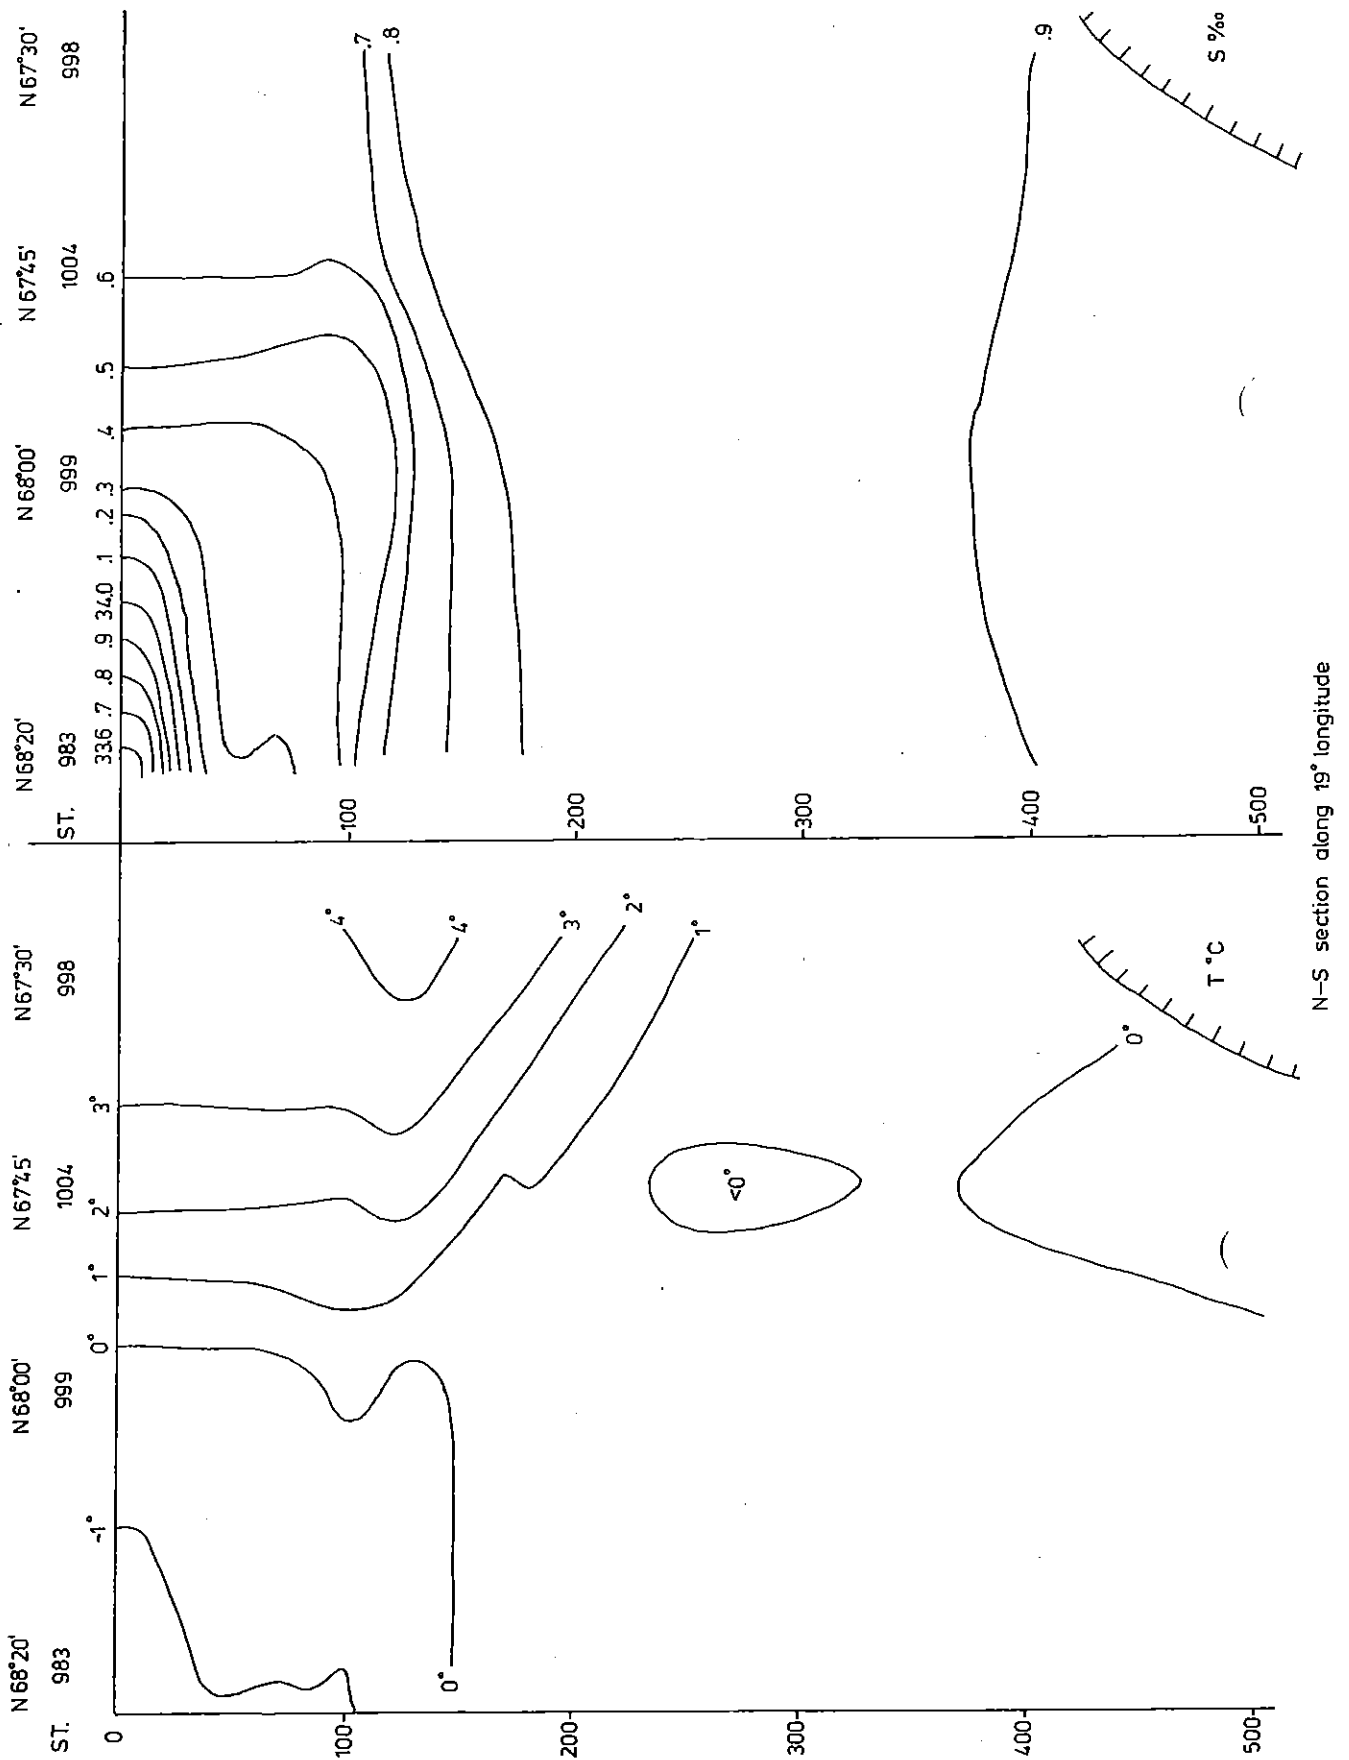 ST. N68°20' N68°00' N67°45' N67°30'
983 999 1004 998
-1° 0° 1° 2° 3°
0
100
200
300
400
500
4°
4°
3°
2°
1°
0°
<0°
0°
T °C
ST. N68°20' N68°00' N67°45' N67°30'
983 999 1004 998
33.6 .7 .8 .9 34.0 .1 .2 .3 .4 .5 .6
.7
.8
.9
100
200
300
400
500
S ‰
N-S section along 19° longitude